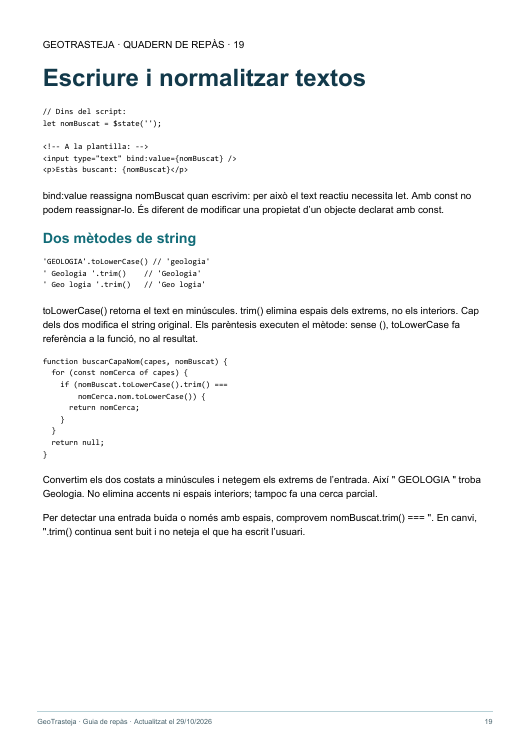 GEOTRASTEJA · QUADERN DE REPÀS · 19
Escriure i normalitzar textos
// Dins del script:
let nomBuscat = $state('');
<!-- A la plantilla: -->
<input type="text" bind:value={nomBuscat} />
<p>Estàs buscant: {nomBuscat}</p>
bind:value reassigna nomBuscat quan escrivim: per això el text reactiu necessita let. Amb const no
podem reassignar-lo. És diferent de modificar una propietat d’un objecte declarat amb const.
Dos mètodes de string
'GEOLOGIA'.toLowerCase() // 'geologia'
' Geologia '.trim()    // 'Geologia'
' Geo logia '.trim()   // 'Geo logia'
toLowerCase() retorna el text en minúscules. trim() elimina espais dels extrems, no els interiors. Cap
dels dos modifica el string original. Els parèntesis executen el mètode: sense (), toLowerCase fa
referència a la funció, no al resultat.
function buscarCapaNom(capes, nomBuscat) {
  for (const nomCerca of capes) {
    if (nomBuscat.toLowerCase().trim() ===
        nomCerca.nom.toLowerCase()) {
      return nomCerca;
    }
  }
  return null;
}
Convertim els dos costats a minúscules i netegem els extrems de l’entrada. Així " GEOLOGIA " troba
Geologia. No elimina accents ni espais interiors; tampoc fa una cerca parcial.
Per detectar una entrada buida o només amb espais, comprovem nomBuscat.trim() === ''. En canvi,
''.trim() continua sent buit i no neteja el que ha escrit l’usuari.
GeoTrasteja · Guia de repàs · Actualitzat el 29/10/2026
19